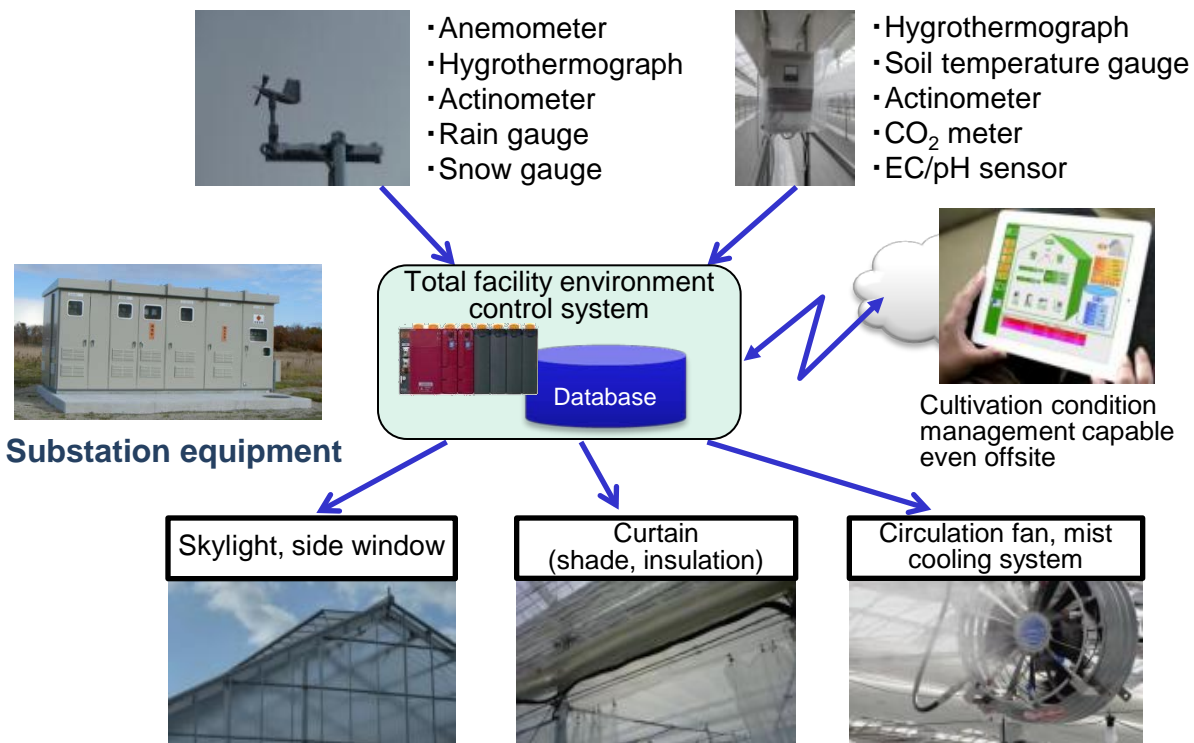 ・Anemometer
・Hygrothermograph
・Actinometer
・Rain gauge
・Snow gauge
・Hygrothermograph
・Soil temperature gauge
・Actinometer
・CO₂ meter
・EC/pH sensor
Total facility environment
control system
Database
Substation equipment
Cultivation condition
management capable
even offsite
Skylight, side window
Curtain
(shade, insulation)
Circulation fan, mist
cooling system